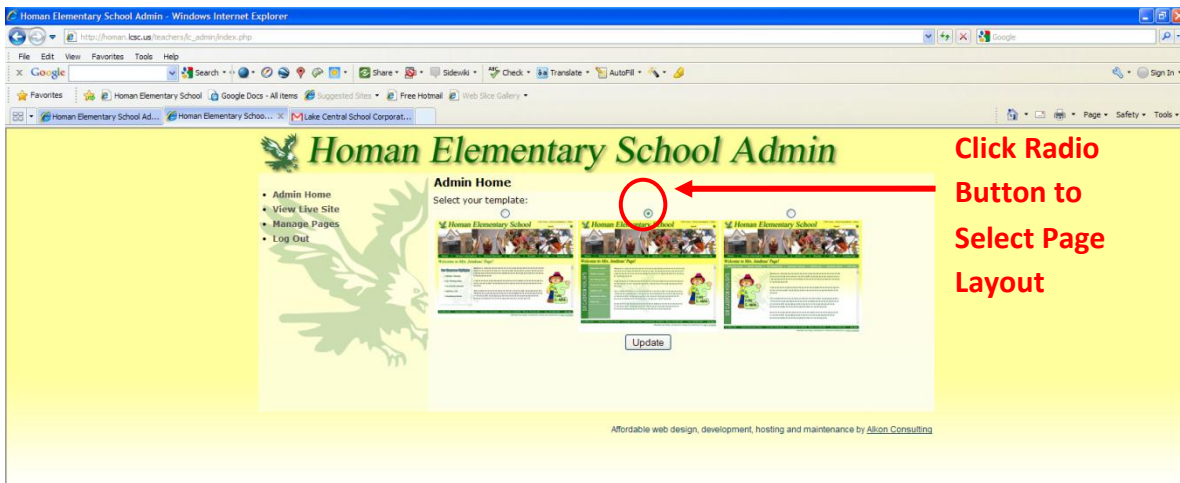 Homan Elementary School Admin - Windows Internet Explorer
http://homan.lcsc.us/teachers/lc_admin/index.php
Google
File Edit View Favorites Tools Help
x Google Search Share Sidewiki Check Translate AutoFill Sign In
Favorites Homan Elementary School Google Docs - All items Suggested Sites Free Hotmail Web Slice Gallery
Homan Elementary School Ad... Homan Elementary Schoo... X Lake Central School Corporat... Page Safety Tools
Homan Elementary School Admin
Click Radio
Button to
Select Page
Layout
• Admin Home
• View Live Site
• Manage Pages
• Log Out
Admin Home
Select your template:
Homan Elementary School
Homan Elementary School
Homan Elementary School
Update
Affordable web design, development, hosting and maintenance by Alkon Consulting